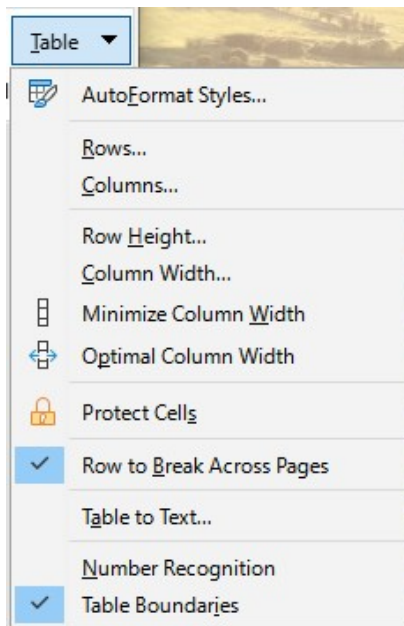 Table
AutoFormat Styles...
Rows...
Columns...
Row Height...
Column Width...
Minimize Column Width
Optimal Column Width
Protect Cells
Row to Break Across Pages
Table to Text...
Number Recognition
Table Boundaries